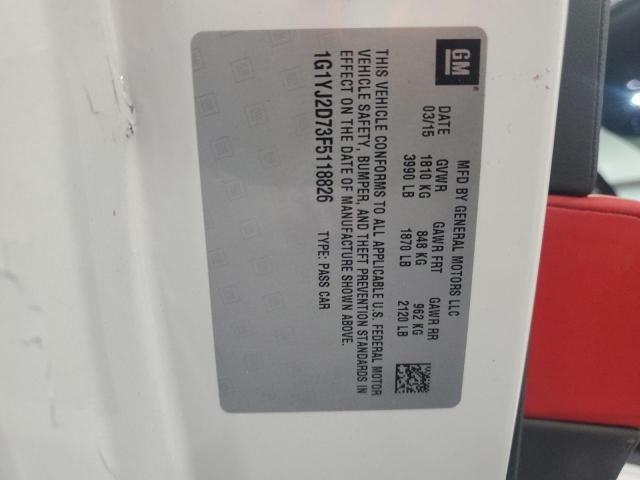 GM
MFD BY GENERAL MOTORS LLC
DATE GVWR GAWR FRT GAWR RR
03/15 1810 KG 848 KG 962 KG
3990 LB 1870 LB 2120 LB
THIS VEHICLE CONFORMS TO ALL APPLICABLE U.S. FEDERAL MOTOR
VEHICLE SAFETY, BUMPER, AND THEFT PREVENTION STANDARDS IN
EFFECT ON THE DATE OF MANUFACTURE SHOWN ABOVE.
1G1YJ2D73F5118826 TYPE: PASS CAR